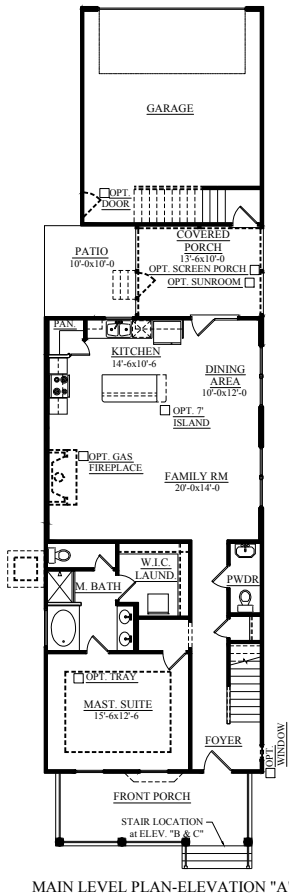 GARAGE
OPT.
DOOR
COVERED
PORCH
13'-6x10'-0
PATIO
10'-0x10'-0
OPT. SCREEN PORCH
OPT. SUNROOM
PAN.
KITCHEN
14'-6x10'-6
DINING
AREA
10'-0x12'-0
OPT. 7'
ISLAND
OPT. GAS
FIREPLACE
FAMILY RM
20'-0x14'-0
W.I.C.
LAUND.
M. BATH
PWDR
OPT. TRAY
MAST. SUITE
15'-6x12'-6
FOYER
OPT.
WINDOW
FRONT PORCH
STAIR LOCATION
at ELEV. "B & C"
MAIN LEVEL PLAN-ELEVATION "A"